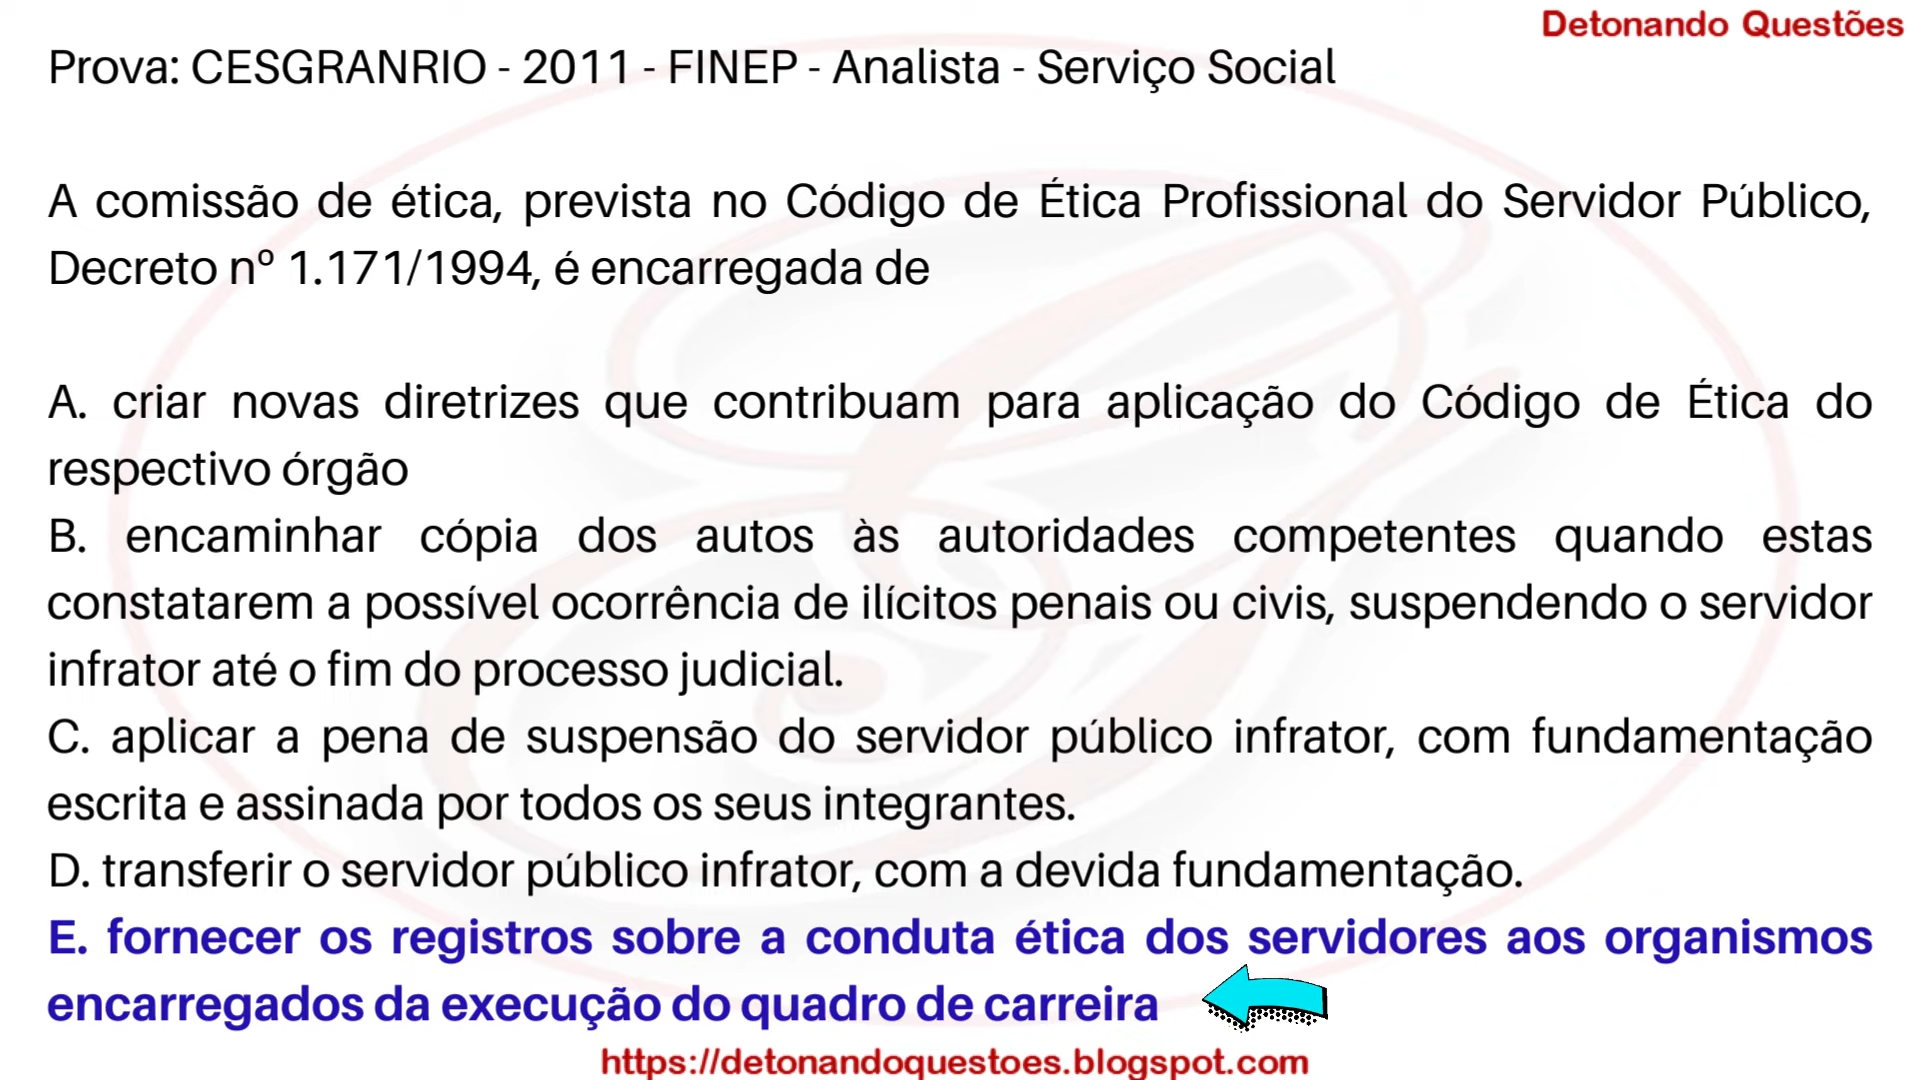 Detonando Questões
Prova: CESGRANRIO - 2011 - FINEP - Analista - Serviço Social
A comissão de ética, prevista no Código de Ética Profissional do Servidor Público,
Decreto nº 1.171/1994, é encarregada de
A. criar novas diretrizes que contribuam para aplicação do Código de Ética do
respectivo órgão
B. encaminhar cópia dos autos às autoridades competentes quando estas
constatarem a possível ocorrência de ilícitos penais ou civis, suspendendo o servidor
infrator até o fim do processo judicial.
C. aplicar a pena de suspensão do servidor público infrator, com fundamentação
escrita e assinada por todos os seus integrantes.
D. transferir o servidor público infrator, com a devida fundamentação.
E. fornecer os registros sobre a conduta ética dos servidores aos organismos
encarregados da execução do quadro de carreira
https://detonandoquestoes.blogspot.com